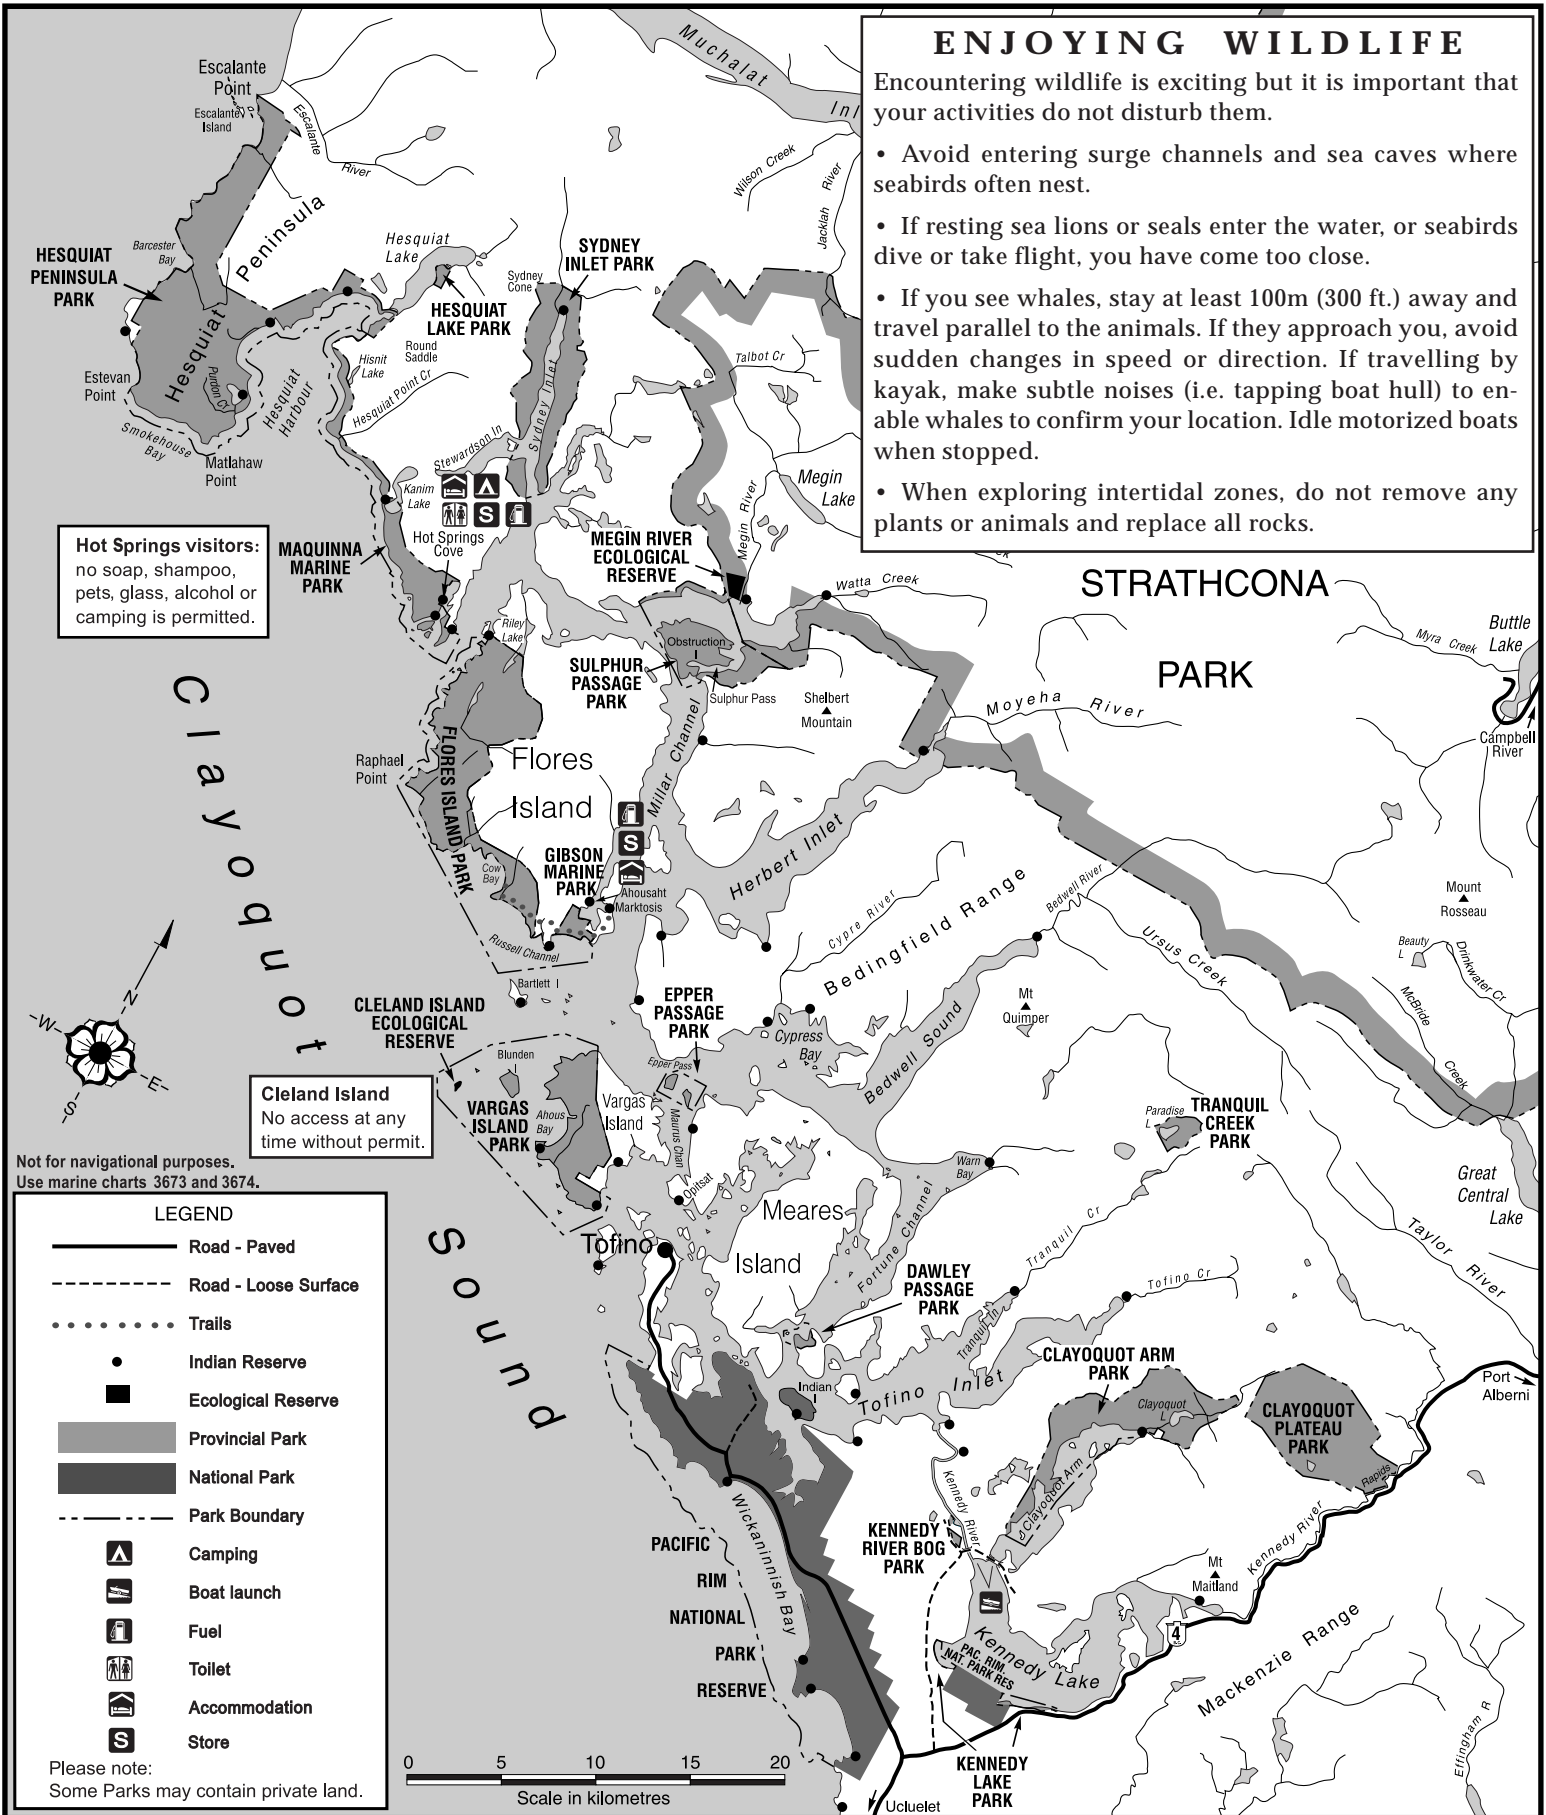 ENJOYING WILDLIFE
Encountering wildlife is exciting but it is important that
your activities do not disturb them.
• Avoid entering surge channels and sea caves where
seabirds often nest.
• If resting sea lions or seals enter the water, or seabirds
dive or take flight, you have come too close.
• If you see whales, stay at least 100m (300 ft.) away and
travel parallel to the animals. If they approach you, avoid
sudden changes in speed or direction. If travelling by
kayak, make subtle noises (i.e. tapping boat hull) to en-
able whales to confirm your location. Idle motorized boats
when stopped.
• When exploring intertidal zones, do not remove any
plants or animals and replace all rocks.
Muchalat
Inl
Escalante
Point
Escalante
Island
Escalante
River
Wilson Creek
Jacklah River
Barcester
Bay
HESQUIAT
PENINSULA
PARK
Hesquiat
Peninsula
Hesquiat
Lake
HESQUIAT
LAKE PARK
Sydney
Cone
SYDNEY
INLET PARK
Sydney Inlet
Round
Saddle
Hisnit
Lake
Hesquiat Point Cr
Talbot Cr
Estevan
Point
Purdon Cr
Hesquiat
Harbour
Smokehouse
Bay
Matlahaw
Point
Stewardson In
Kanim
Lake
S
Hot Springs
Cove
Megin
Lake
Megin River
MEGIN RIVER
ECOLOGICAL
RESERVE
ek
Hot Springs visitors:
no soap, shampoo,
pets, glass, alcohol or
camping is permitted.
MAQUINNA
MARINE
PARK
Watta Creek
STRATHCONA
PARK
Buttle
Lake
Myra Creek
Campbell
River
Riley
Lake
Obstruction
I
SULPHUR
PASSAGE
PARK
Sulphur Pass
Shelbert
Mountain
Moyeha River
Raphael
Point
FLORES ISLAND PARK
Flores
Island
Millar Channel
S
Herbert Inlet
GIBSON
MARINE
PARK
Cow
Bay
Ahousaht
Marktosis
Russell Channel
Bartlett I
Cypre River
Bedingfield Range
Bedwell River
Ursus Creek
Mount
Rosseau
Beauty
L
Drinkwater Cr
McBride
Creek
Clayoquot
Sound
N
W
E
S
CLELAND ISLAND
ECOLOGICAL
RESERVE
EPPER
PASSAGE
PARK
Epper Pass
Cypress
Bay
Bedwell Sound
Mt
Quimper
Blunden
I
Cleland Island
No access at any
time without permit.
VARGAS
ISLAND
PARK
Ahous
Bay
Vargas
Island
Maurus Chan
Opitsat
Meares
Island
Warn
Bay
Fortune Channel
Paradise
L
TRANQUIL
CREEK
PARK
Great
Central
Lake
Taylor
River
Tofino
Tranquil Cr
Tofino Cr
Tranquil In
DAWLEY
PASSAGE
PARK
Indian
I
Tofino Inlet
CLAYOQUOT ARM
PARK
Clayoquot
L
Clayoquot Arm
CLAYOQUOT
PLATEAU
PARK
Rapids
Port
Alberni
Kennedy River
KENNEDY
RIVER BOG
PARK
Kennedy River
Mt
Maitland
4
Kennedy Lake
PAC. RIM.
NAT. PARK RES
KENNEDY
LAKE
PARK
Mackenzie Range
Effingham R
Wickaninnish Bay
PACIFIC
RIM
NATIONAL
PARK
RESERVE
Ucluelet
Not for navigational purposes.
Use marine charts 3673 and 3674.
LEGEND
Road - Paved
Road - Loose Surface
Trails
Indian Reserve
Ecological Reserve
Provincial Park
National Park
Park Boundary
Camping
Boat launch
Fuel
Toilet
Accommodation
S Store
Please note:
Some Parks may contain private land.
0 5 10 15 20
Scale in kilometres